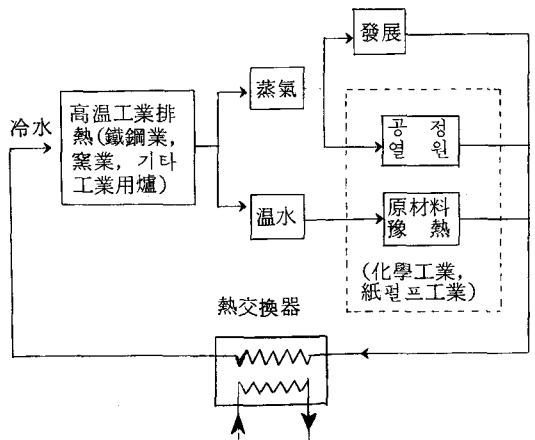 發展
蒸氣
高温工業排
熱(鐵鋼業,
窯業, 기타
工業用爐)
冷水
공 정
열 원
温水
原材料
豫 熱
(化學工業,
紙펄프工業)
熱交換器